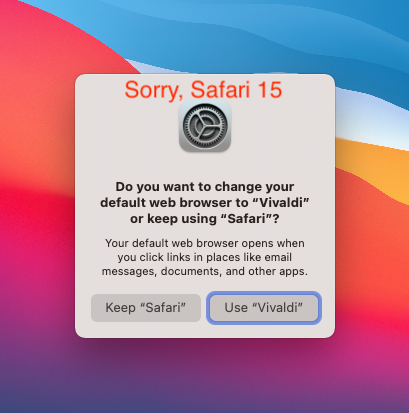 Sorry, Safari 15
Do you want to change your
default web browser to “Vivaldi”
or keep using “Safari”?
Your default web browser opens when
you click links in places like email
messages, documents, and other apps.
Keep “Safari”
Use “Vivaldi”